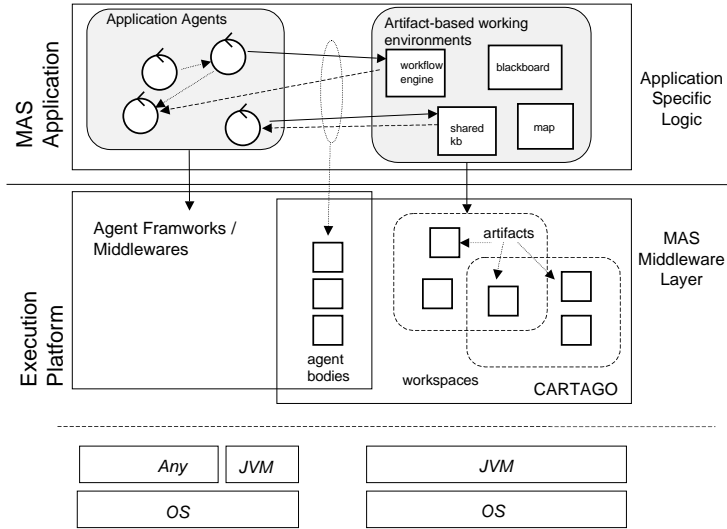 Application Agents
Artifact-based working
environments
workflow
engine
blackboard
shared
kb
map
MAS
Application
Application
Specific
Logic
Agent Framworks /
Middlewares
artifacts
MAS
Middleware
Layer
agent
bodies
workspaces
CARTAGO
Execution
Platform
Any
JVM
JVM
OS
OS